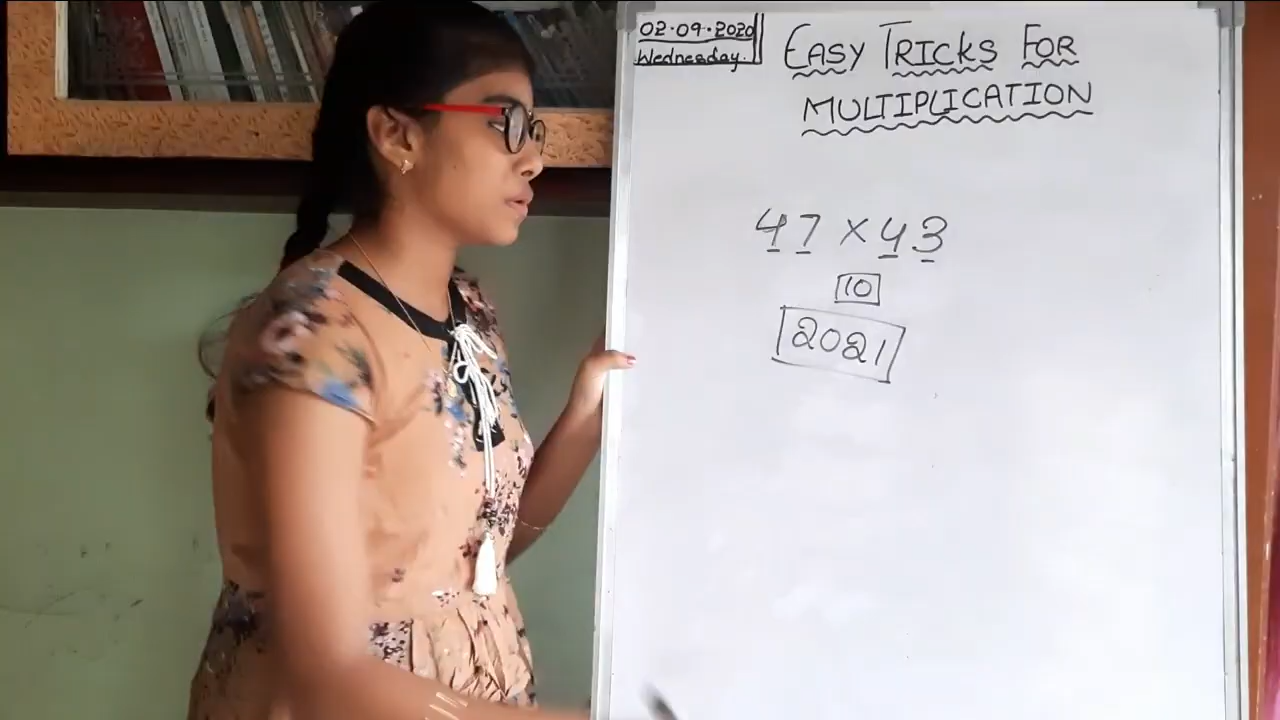 02.09.2020
Wednesday.
EASY TRICKS FOR
MULTIPLICATION
47 × 43
10
2021